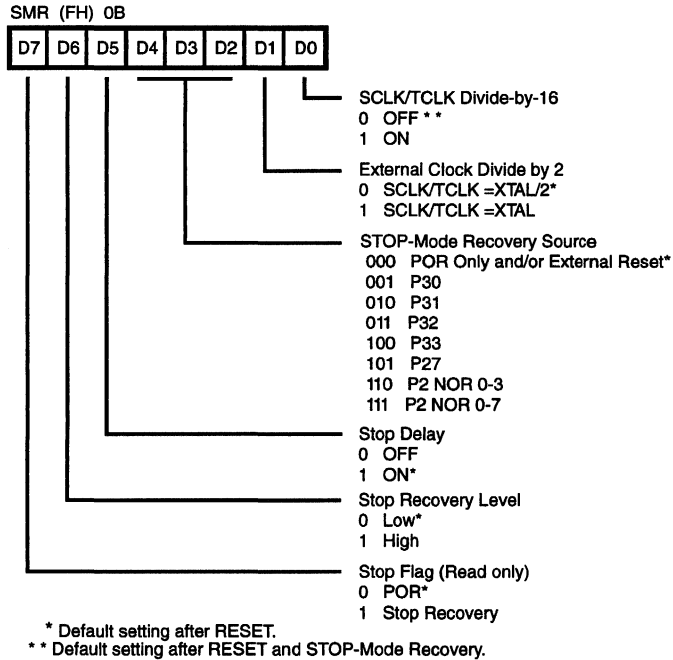 SMR (FH) 0B
D7 D6 D5 D4 D3 D2 D1 D0
SCLK/TCLK Divide-by-16
0 OFF * *
1 ON
External Clock Divide by 2
0 SCLK/TCLK =XTAL/2*
1 SCLK/TCLK =XTAL
STOP-Mode Recovery Source
000 POR Only and/or External Reset*
001 P30
010 P31
011 P32
100 P33
101 P27
110 P2 NOR 0-3
111 P2 NOR 0-7
Stop Delay
0 OFF
1 ON*
Stop Recovery Level
0 Low*
1 High
Stop Flag (Read only)
0 POR*
1 Stop Recovery
* Default setting after RESET.
* * Default setting after RESET and STOP-Mode Recovery.